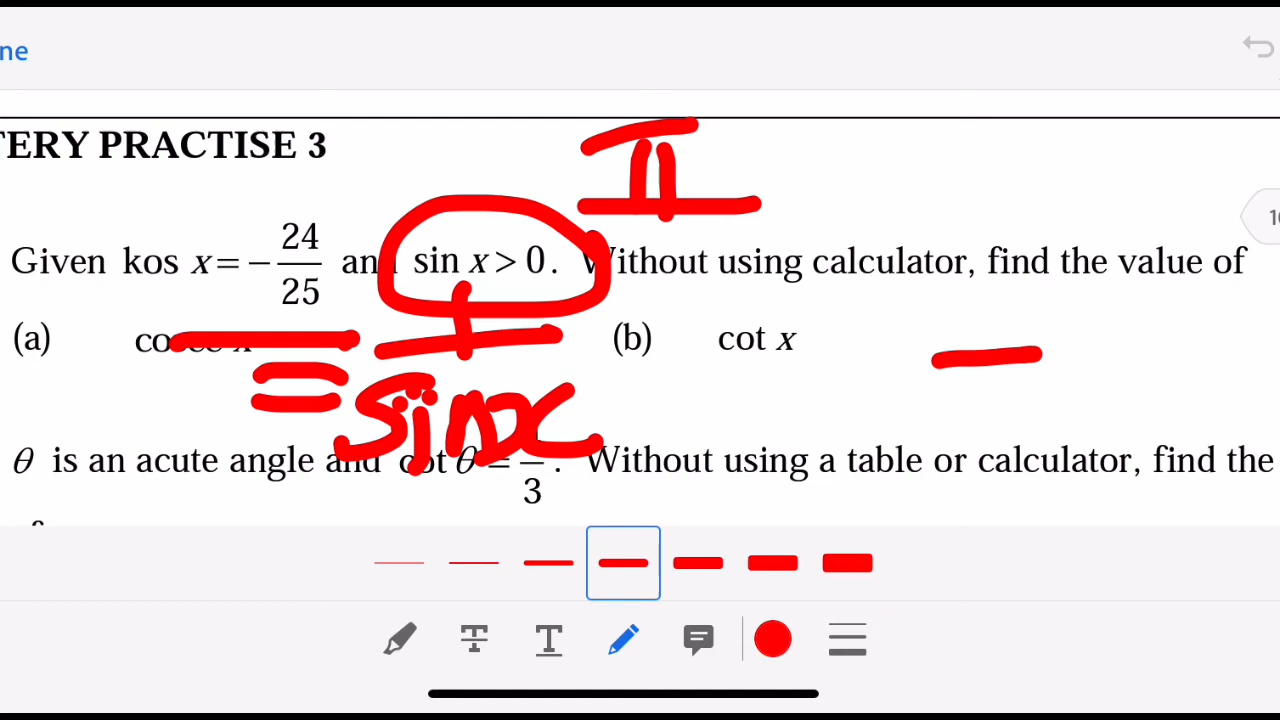 ne
TERY PRACTISE 3
II
Given kos x = - 24/25 and sin x > 0. Without using calculator, find the value of
(a) (b) cot x
= sin x
θ is an acute angle and cot θ = /3. Without using a table or calculator, find the